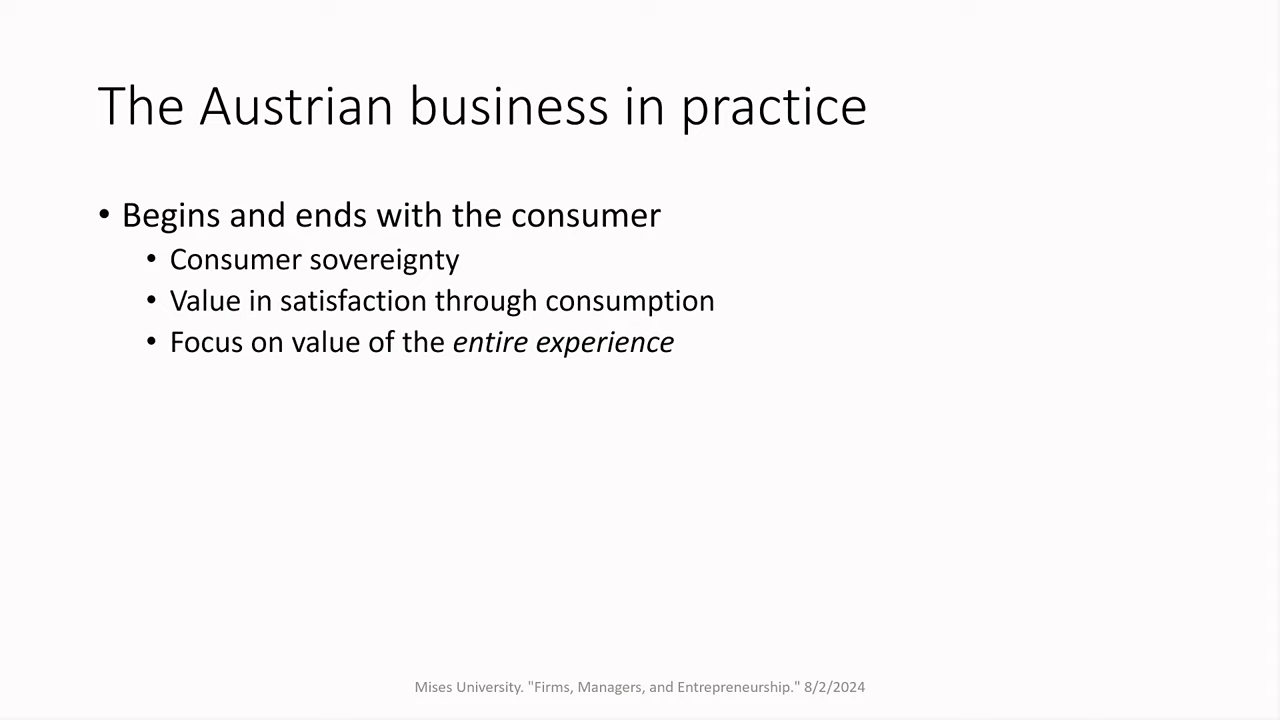 The Austrian business in practice
• Begins and ends with the consumer
• Consumer sovereignty
• Value in satisfaction through consumption
• Focus on value of the entire experience
Mises University. "Firms, Managers, and Entrepreneurship." 8/2/2024